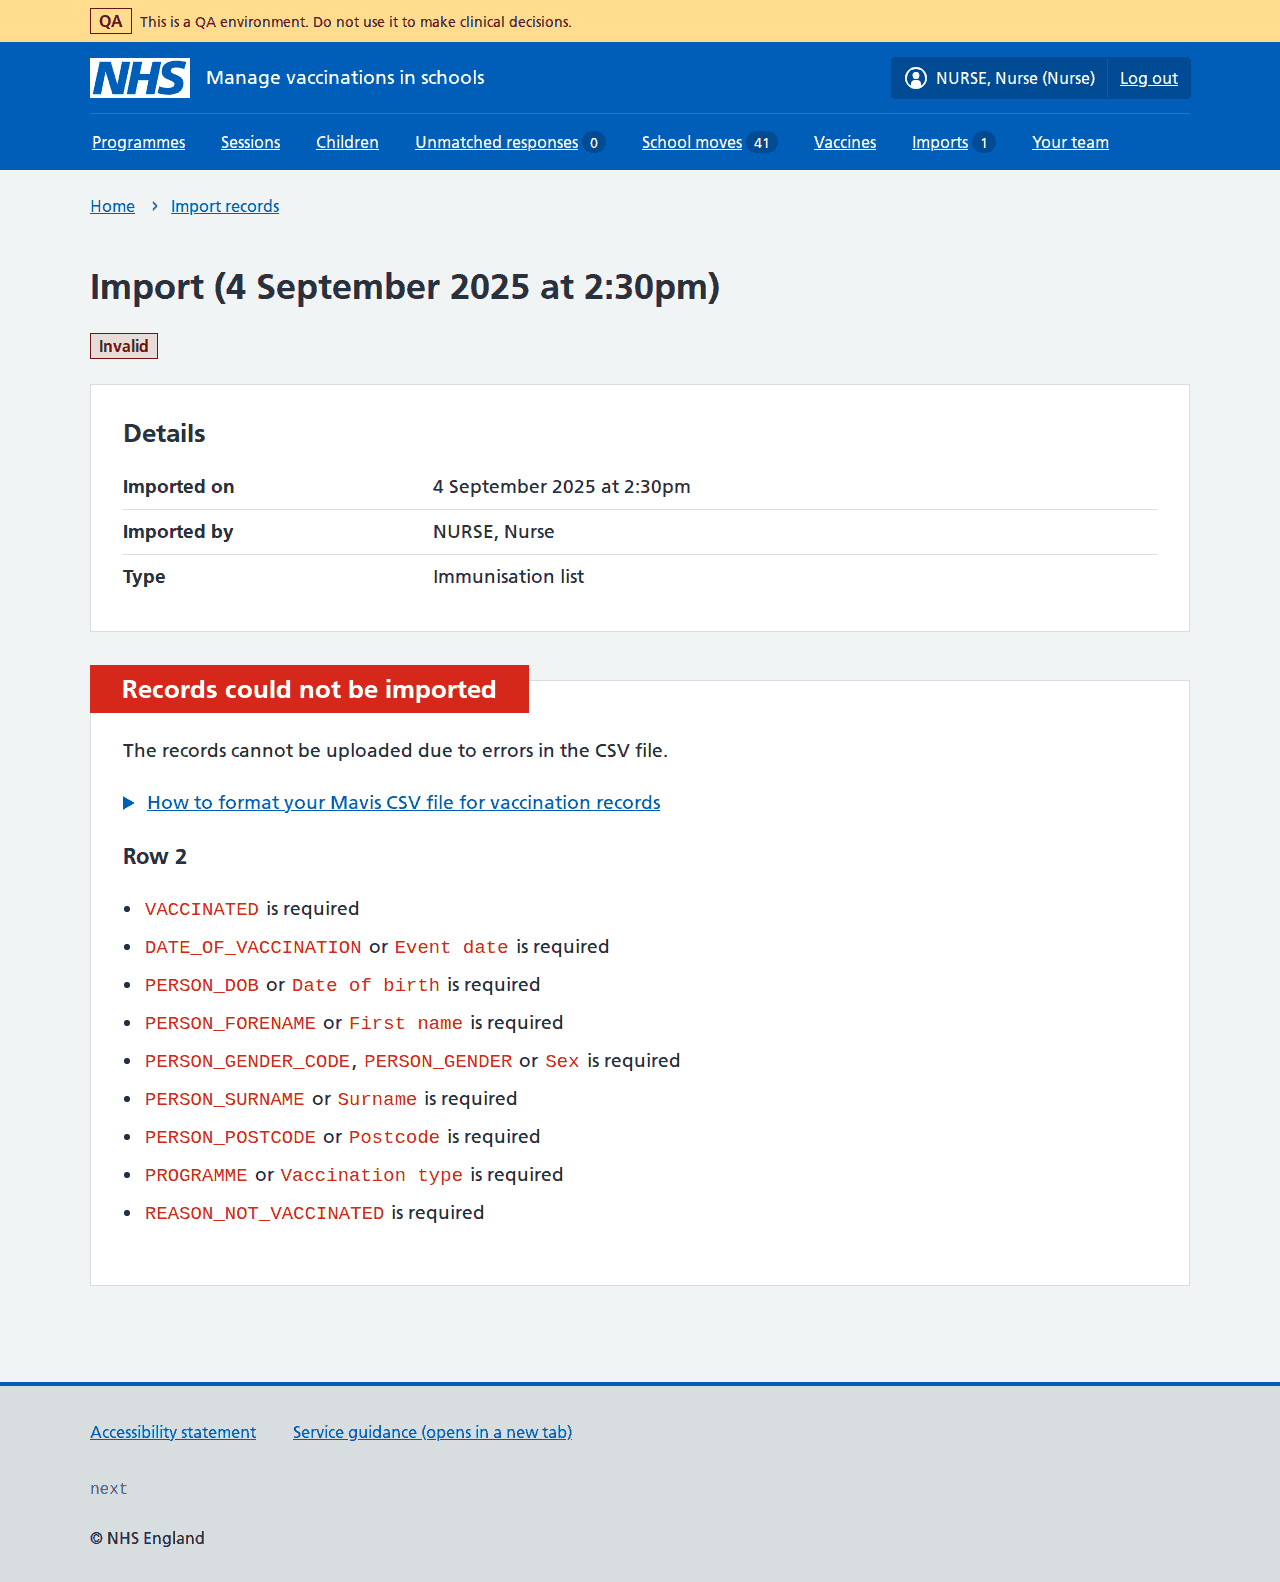 QA This is a QA environment. Do not use it to make clinical decisions.
NHS Manage vaccinations in schools NURSE, Nurse (Nurse) Log out
Programmes Sessions Children Unmatched responses 0 School moves 41 Vaccines Imports 1 Your team
Home Import records
Import (4 September 2025 at 2:30pm)
Invalid
Details
Imported on 4 September 2025 at 2:30pm
Imported by NURSE, Nurse
Type Immunisation list
Records could not be imported
The records cannot be uploaded due to errors in the CSV file.
How to format your Mavis CSV file for vaccination records
Row 2
• VACCINATED is required
• DATE_OF_VACCINATION or Event date is required
• PERSON_DOB or Date of birth is required
• PERSON_FORENAME or First name is required
• PERSON_GENDER_CODE, PERSON_GENDER or Sex is required
• PERSON_SURNAME or Surname is required
• PERSON_POSTCODE or Postcode is required
• PROGRAMME or Vaccination type is required
• REASON_NOT_VACCINATED is required
Accessibility statement Service guidance (opens in a new tab)
next
© NHS England